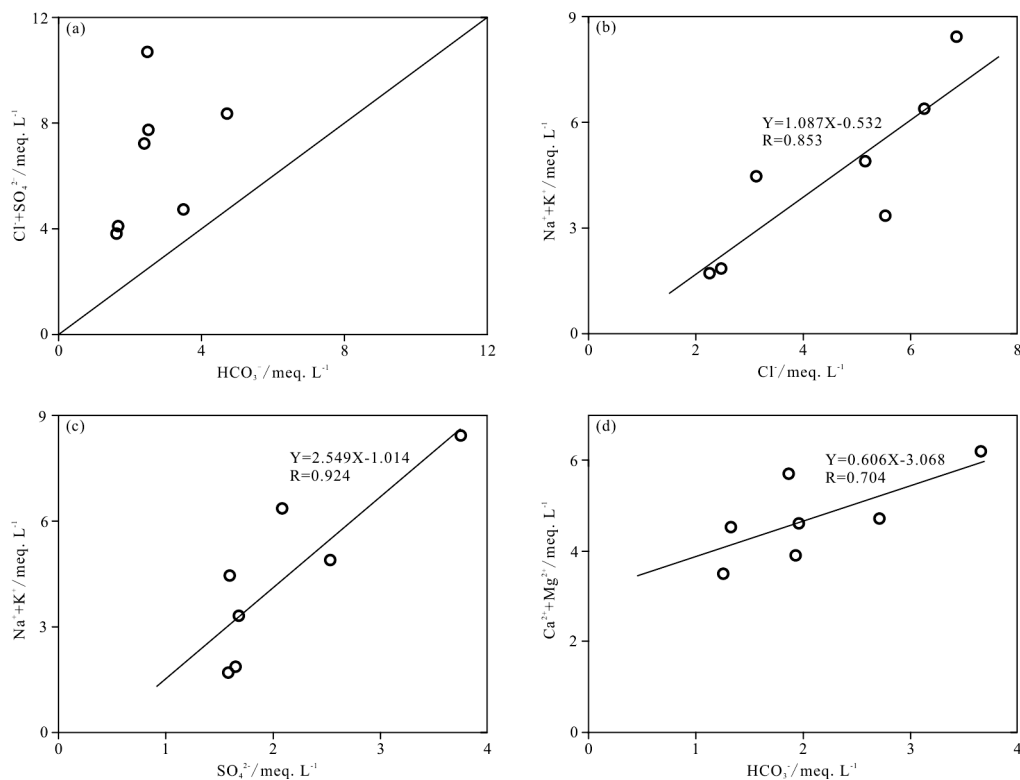 (a)
12
8
4
0
0
4
8
12
Cl⁻+SO₄²⁻/meq. L⁻¹
HCO₃⁻/meq. L⁻¹
(b)
9
6
3
0
0
2
4
6
8
Y=1.087X-0.532
R=0.853
Na⁺+K⁺/meq. L⁻¹
Cl⁻/meq. L⁻¹
(c)
9
6
3
0
0
1
2
3
4
Y=2.549X-1.014
R=0.924
Na⁺+K⁺/meq. L⁻¹
SO₄²⁻/meq. L⁻¹
(d)
6
4
2
0
0
1
2
3
4
Y=0.606X-3.068
R=0.704
Ca²⁺+Mg²⁺/meq. L⁻¹
HCO₃⁻/meq. L⁻¹